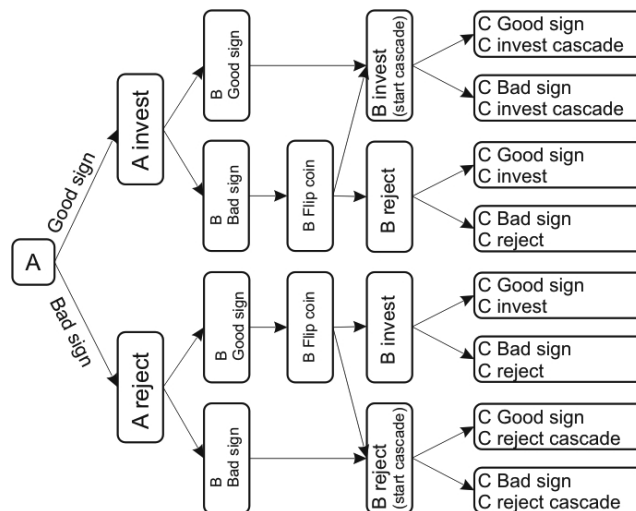 A
Good sign
Bad sign
A invest
A reject
B
Good sign
B
Bad sign
B
Good sign
B
Bad sign
B Flip coin
B Flip coin
B invest
(start cascade)
B reject
B invest
B reject
(start cascade)
C Good sign
C invest cascade
C Bad sign
C invest cascade
C Good sign
C invest
C Bad sign
C reject
C Good sign
C invest
C Bad sign
C reject
C Good sign
C reject cascade
C Bad sign
C reject cascade